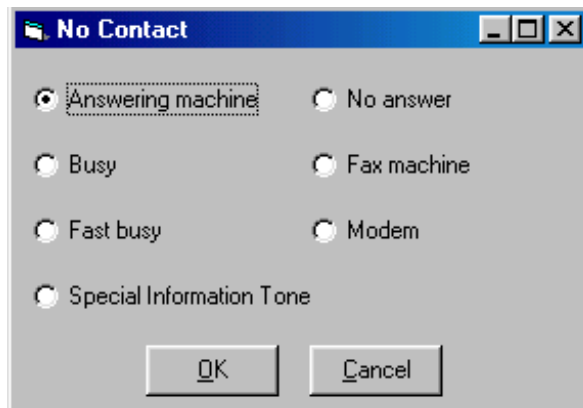 No Contact
Answering machine No answer
Busy Fax machine
Fast busy Modem
Special Information Tone
OK Cancel